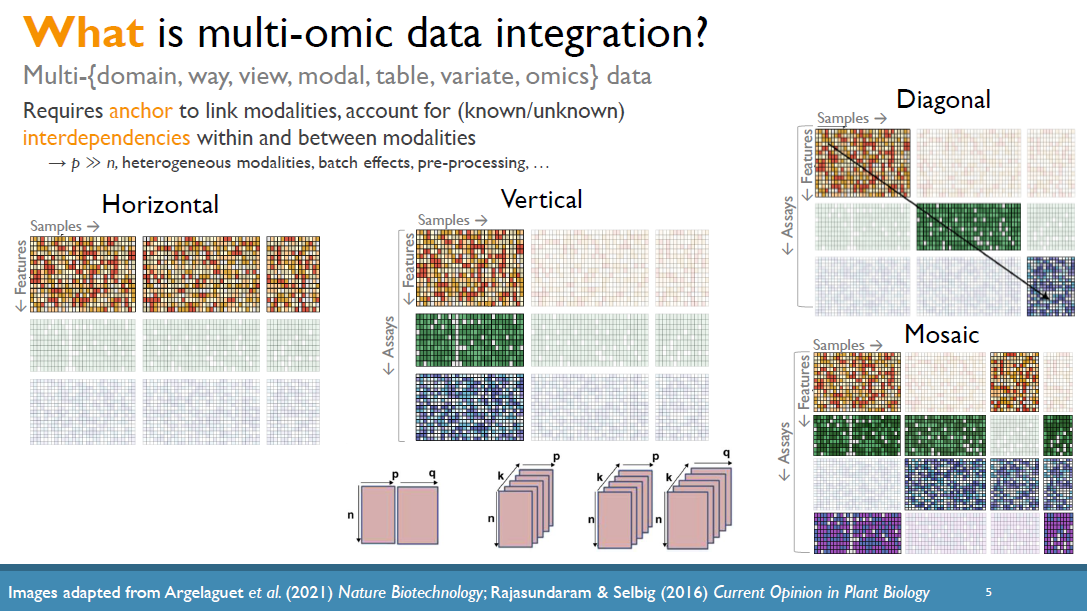 What is multi-omic data integration?
Multi-{domain, way, view, modal, table, variate, omics} data
Requires anchor to link modalities, account for (known/unknown)
interdependencies within and between modalities
→ p ≫ n, heterogeneous modalities, batch effects, pre-processing, …
Horizontal
Samples →
← Features
Vertical
Samples →
← Features
← Assays
Diagonal
Samples →
← Features
← Assays
Mosaic
Samples →
← Features
← Assays
p
q
n
k
p
n
k
p
n
k
q
n
Images adapted from Argelaguet et al. (2021) Nature Biotechnology; Rajasundaram & Selbig (2016) Current Opinion in Plant Biology
5